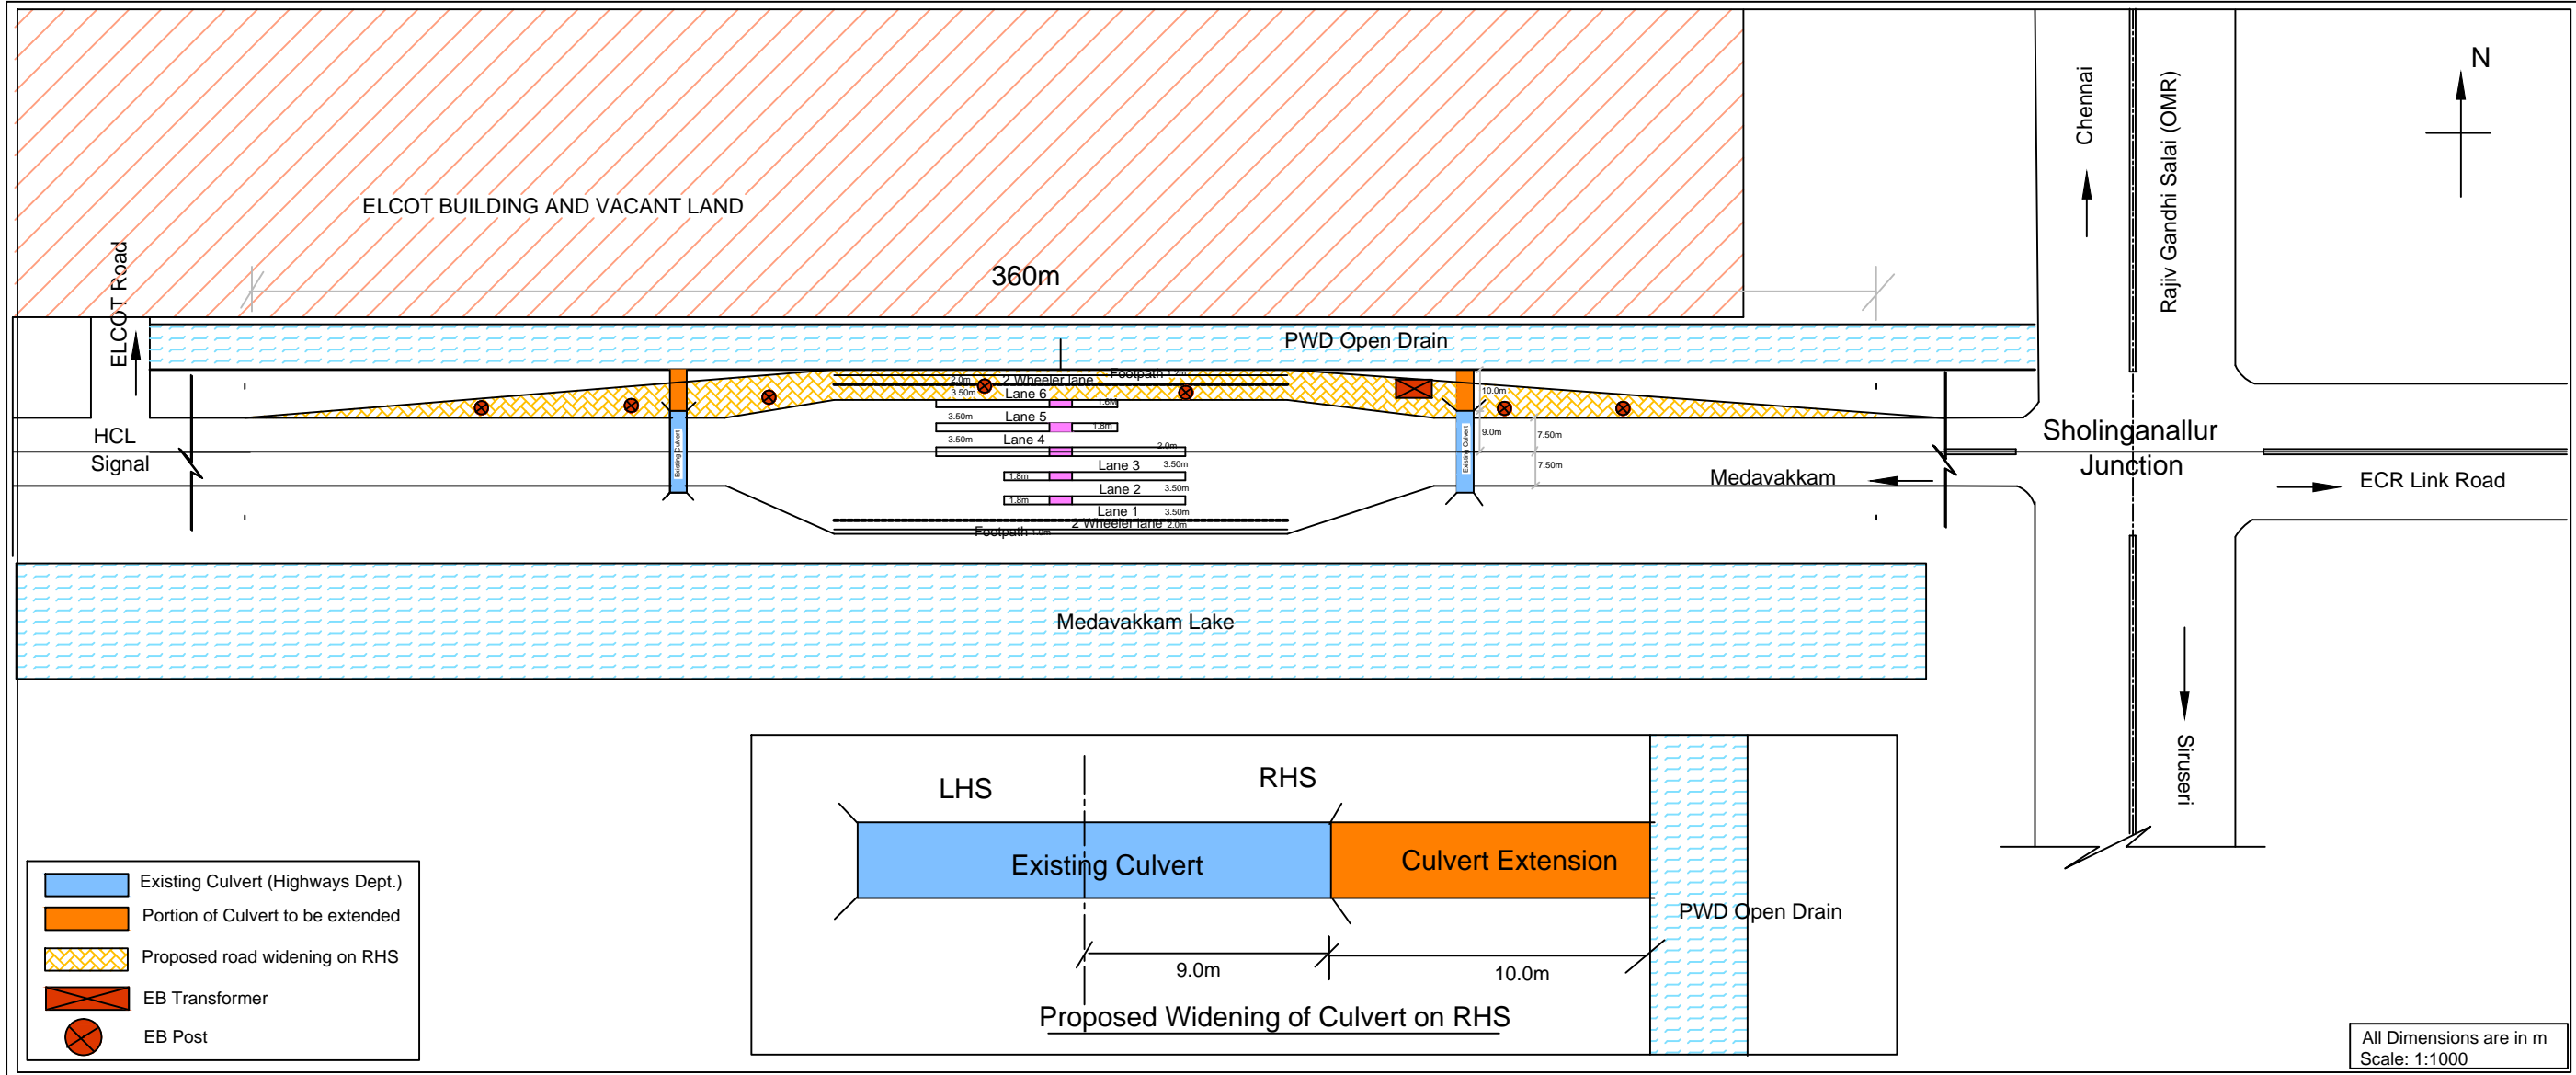 N
Chennai
Rajiv Gandhi Salai (OMR)
ELCOT BUILDING AND VACANT LAND
ELCOT Road
360m
PWD Open Drain
Footpath 1.2m
2.0m
2 Wheeler lane
3.50m
Lane 6
1.8M
3.50m
Lane 5
1.8m
3.50m
Lane 4
2.0m
Lane 3
3.50m
1.8m
Lane 2
3.50m
1.8m
Lane 1
3.50m
2 Wheeler lane 2.0m
Footpath 1.0m
Existing Culvert
Existing Culvert
10.0m
9.0m
7.50m
7.50m
HCL
Signal
Medavakkam
Sholinganallur
Junction
ECR Link Road
Medavakkam Lake
Siruseri
LHS
RHS
Existing Culvert
Culvert Extension
PWD Open Drain
9.0m
10.0m
Proposed Widening of Culvert on RHS
Existing Culvert (Highways Dept.)
Portion of Culvert to be extended
Proposed road widening on RHS
EB Transformer
EB Post
All Dimensions are in m
Scale: 1:1000